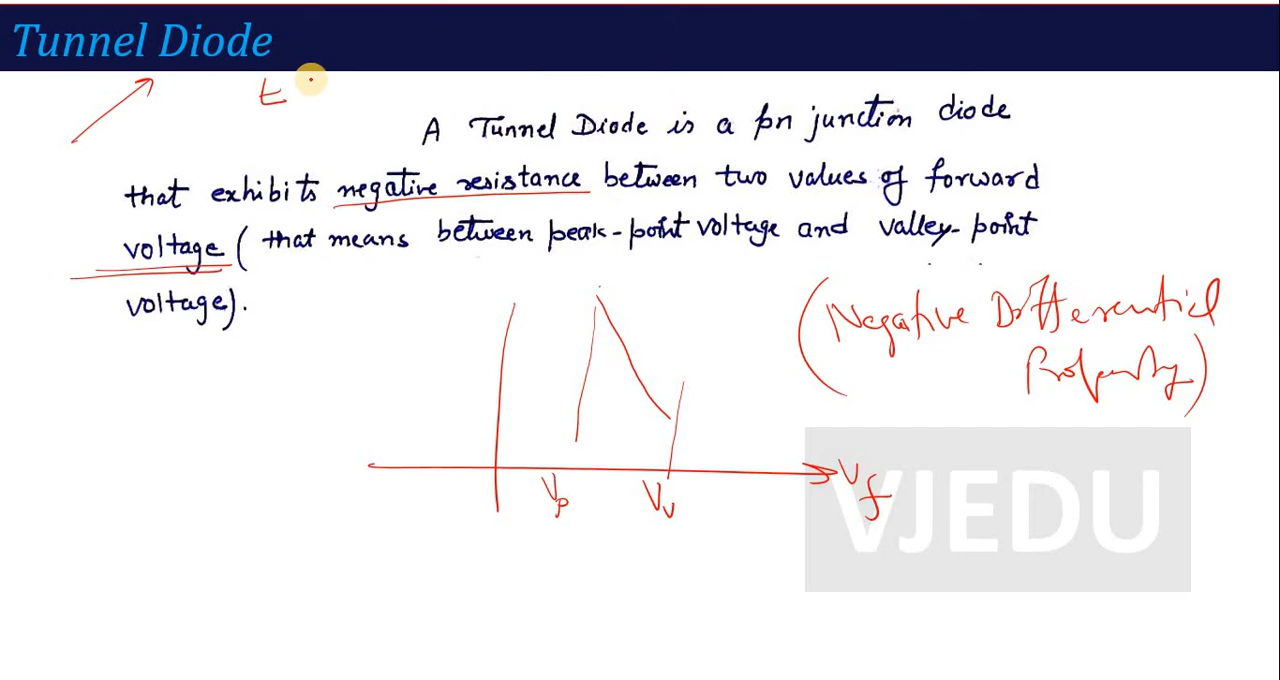 Tunnel Diode
t
A Tunnel Diode is a pn junction diode
that exhibits negative resistance between two values of forward
voltage (that means between peak-point voltage and valley-point
voltage).
(Negative Differential
Property)
Vf
Vp Vv
VJEDU